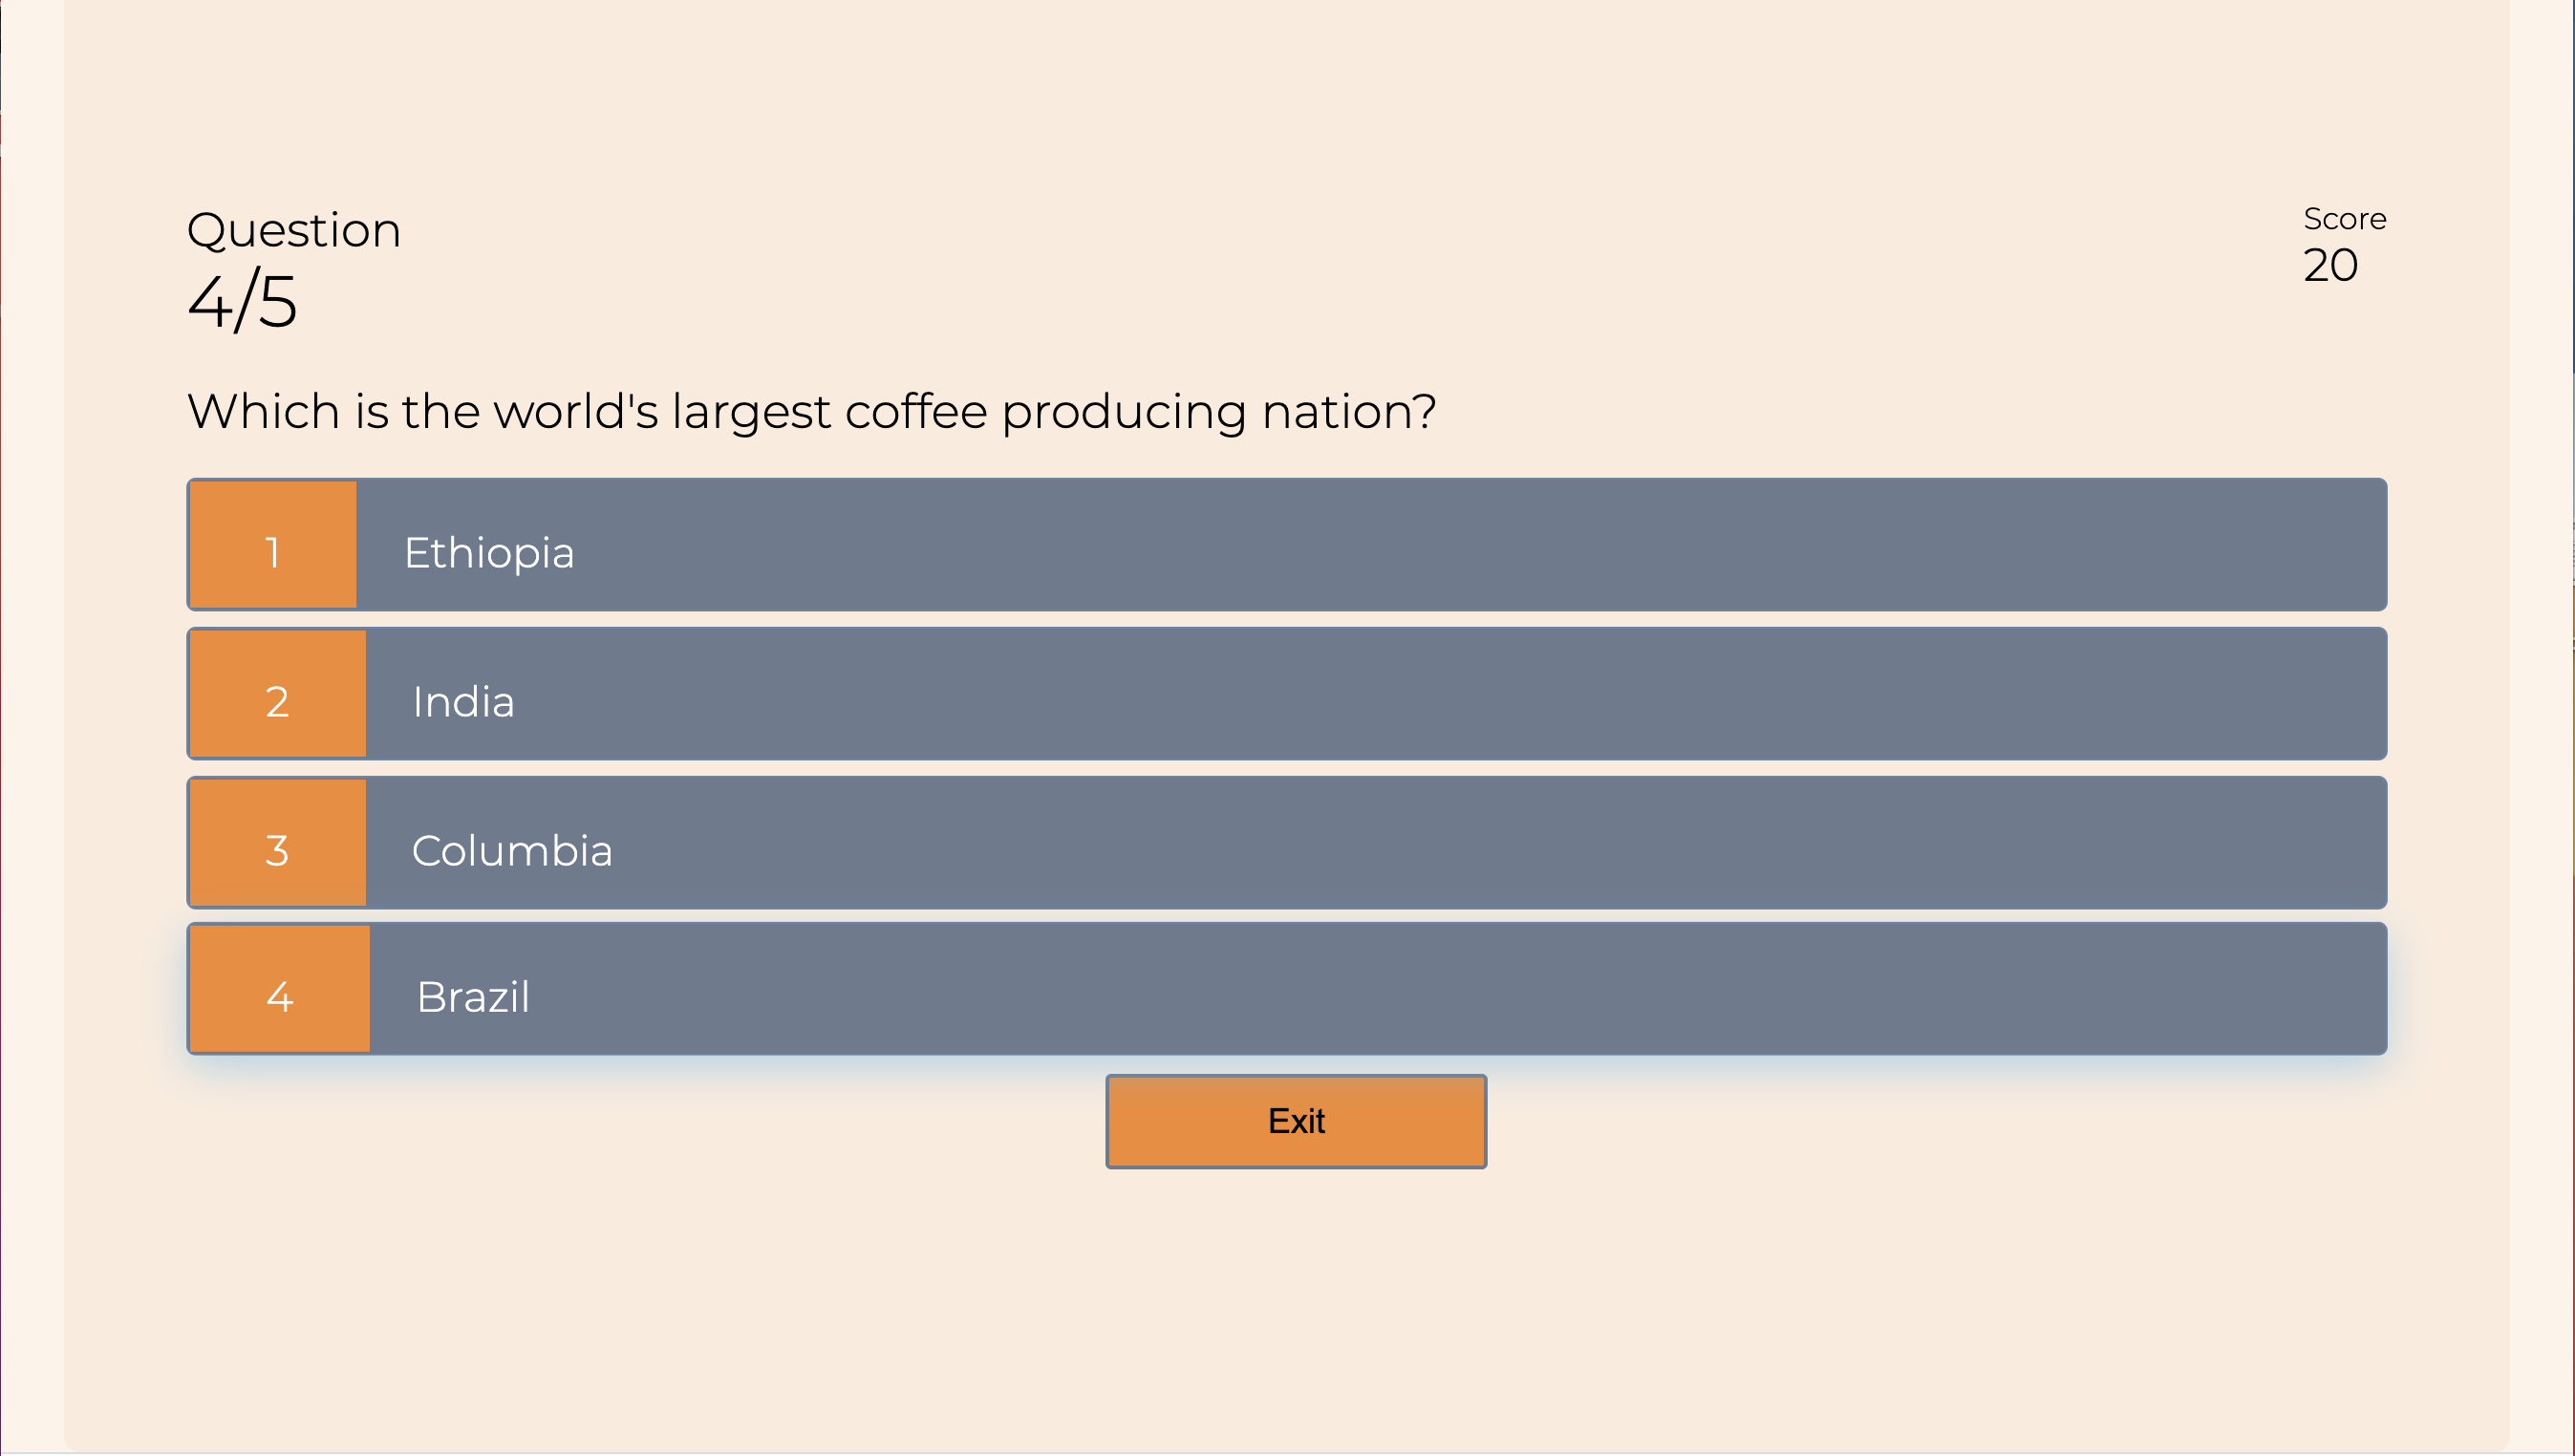 Question
4/5
Score
20
Which is the world's largest coffee producing nation?
1 Ethiopia
2 India
3 Columbia
4 Brazil
Exit